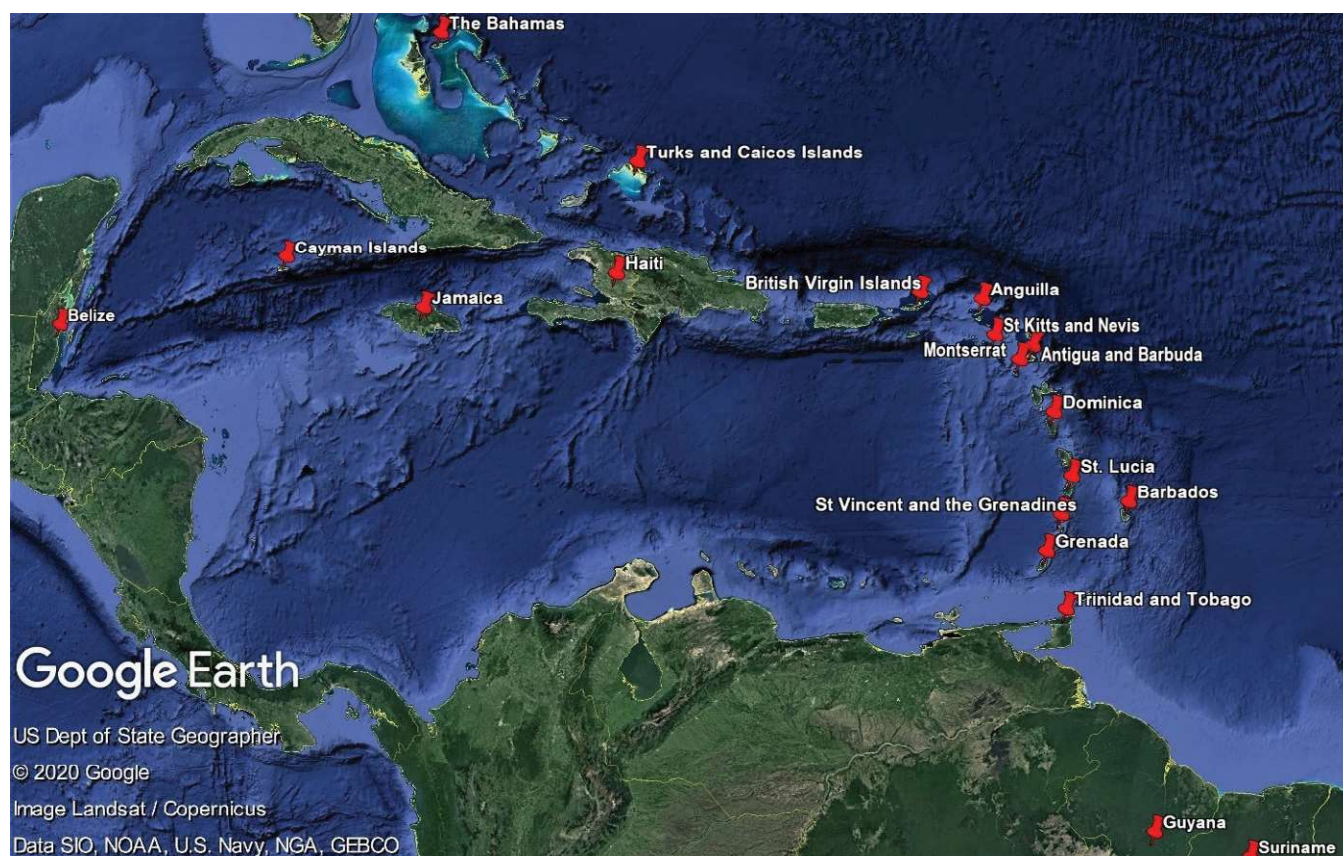 The Bahamas
Turks and Caicos Islands
Cayman Islands
Haiti
British Virgin Islands
Anguilla
Jamaica
Belize
St Kitts and Nevis
Montserrat
Antigua and Barbuda
Dominica
St. Lucia
Barbados
St Vincent and the Grenadines
Grenada
Trinidad and Tobago
Google Earth
US Dept of State Geographer
© 2020 Google
Image Landsat / Copernicus
Data SIO, NOAA, U.S. Navy, NGA, GEBCO
Guyana
Suriname